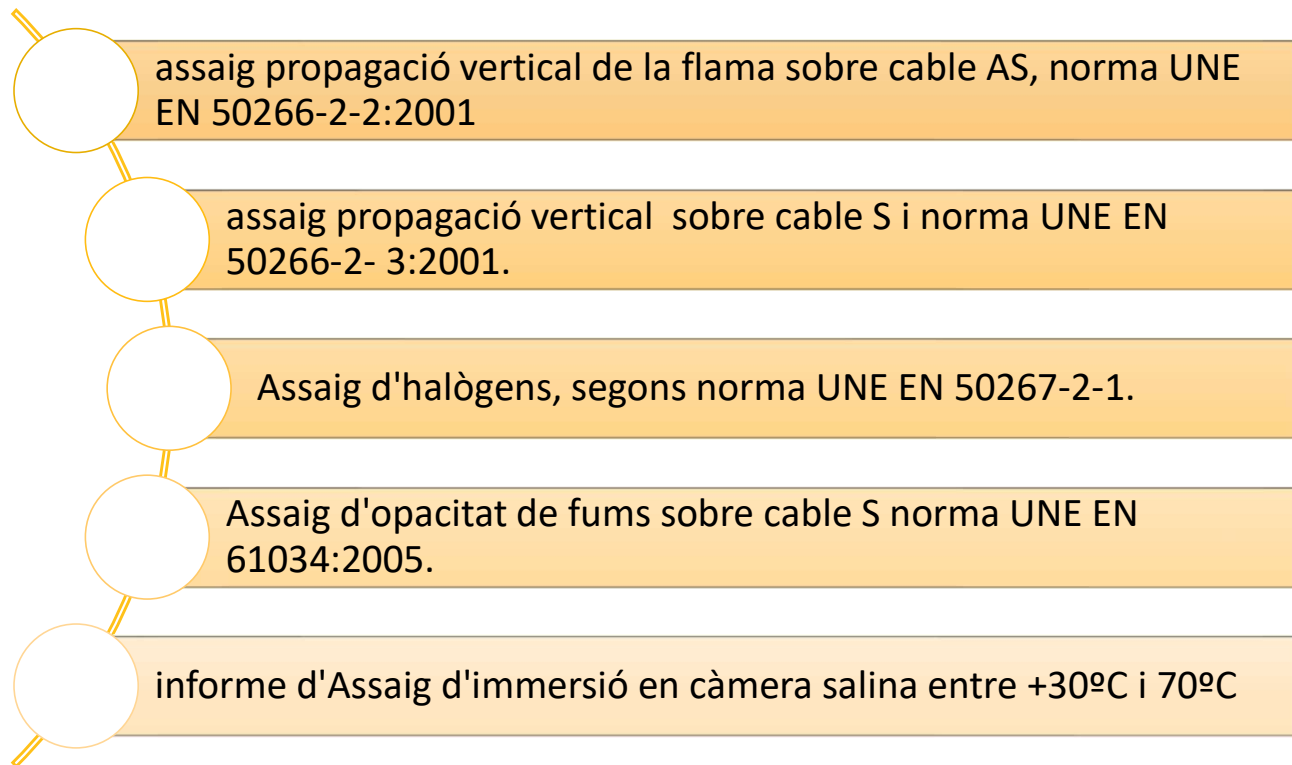 assaig propagació vertical de la flama sobre cable AS, norma UNE
EN 50266-2-2:2001
assaig propagació vertical  sobre cable S i norma UNE EN
50266-2- 3:2001.
Assaig d'halògens, segons norma UNE EN 50267-2-1.
Assaig d'opacitat de fums sobre cable S norma UNE EN
61034:2005.
informe d'Assaig d'immersió en càmera salina entre +30ºC i 70ºC